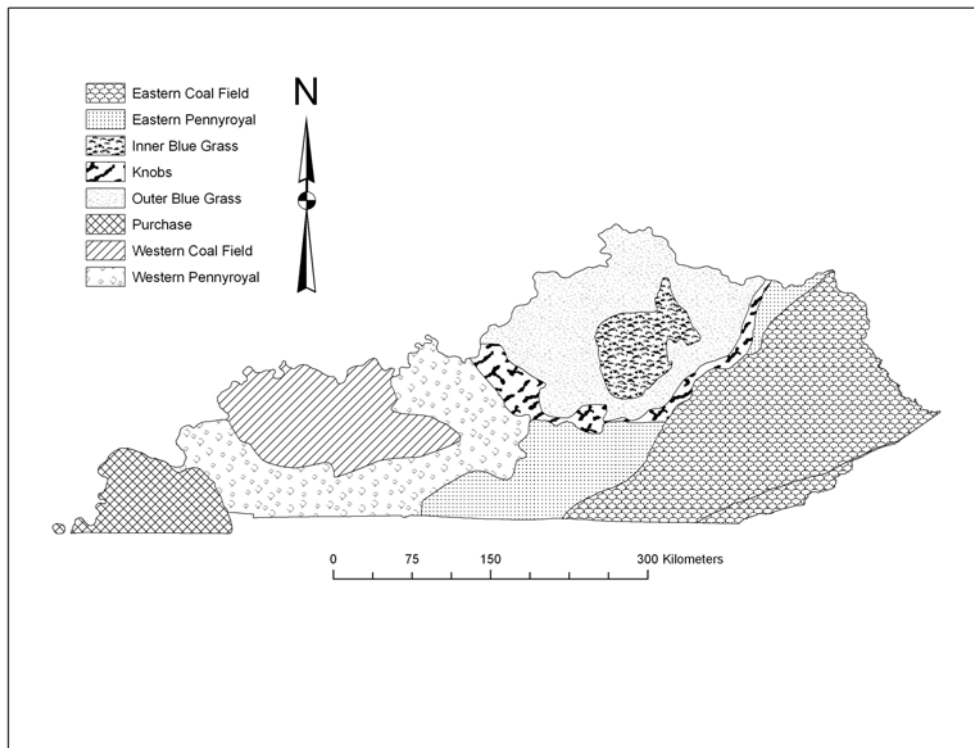 N
Eastern Coal Field
Eastern Pennyroyal
Inner Blue Grass
Knobs
Outer Blue Grass
Purchase
Western Coal Field
Western Pennyroyal
0 75 150 300 Kilometers